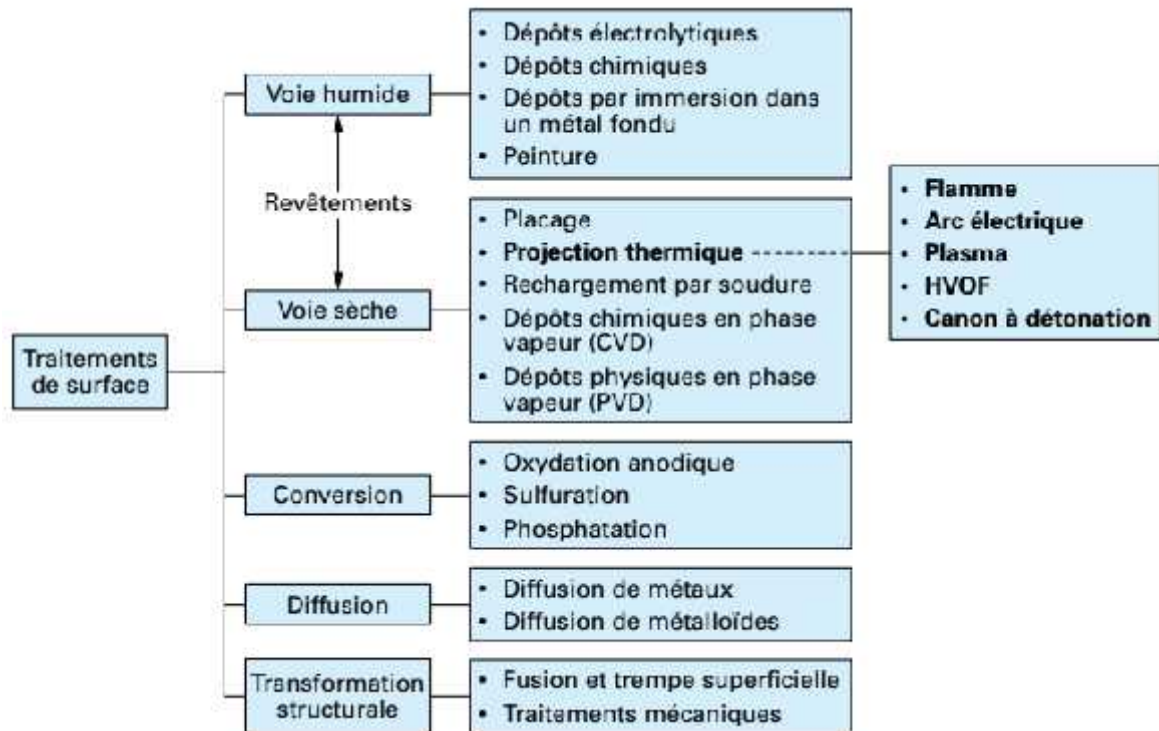 Traitements
de surface
Voie humide
Revêtements
Voie sèche
Conversion
Diffusion
Transformation
structurale
• Dépôts électrolytiques
• Dépôts chimiques
• Dépôts par immersion dans
un métal fondu
• Peinture
• Placage
• Projection thermique
• Rechargement par soudure
• Dépôts chimiques en phase
vapeur (CVD)
• Dépôts physiques en phase
vapeur (PVD)
• Flamme
• Arc électrique
• Plasma
• HVOF
• Canon à détonation
• Oxydation anodique
• Sulfuration
• Phosphatation
• Diffusion de métaux
• Diffusion de métalloïdes
• Fusion et trempe superficielle
• Traitements mécaniques